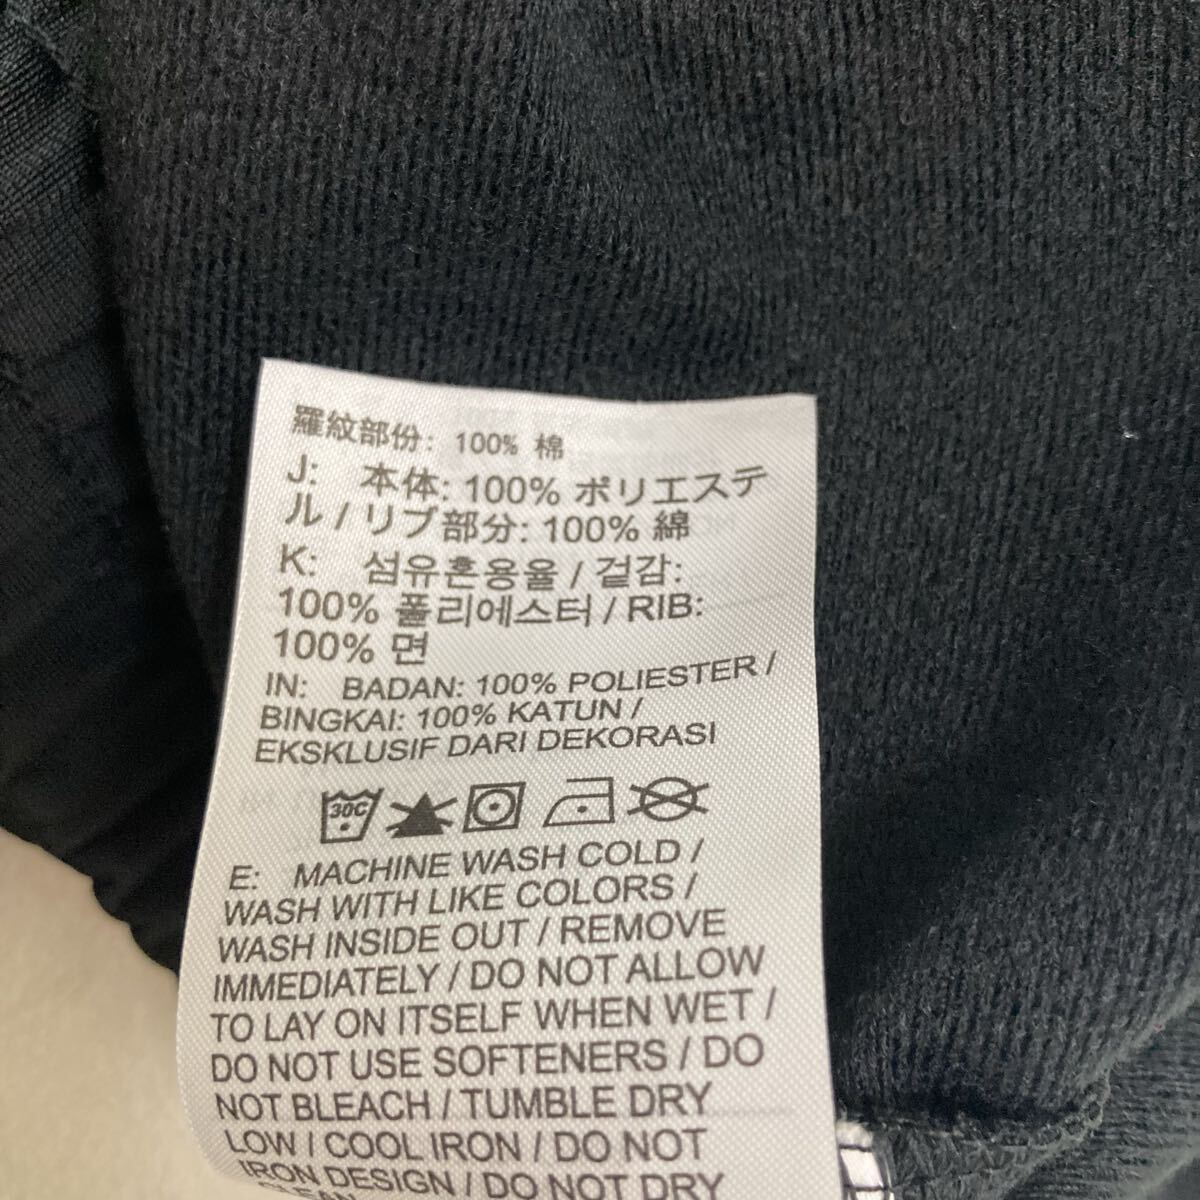 羅紋部份: 100% 棉
J: 本体: 100% ポリエステ
ル / リブ部分: 100% 綿
K: 섬유혼용율 / 겉감:
100% 폴리에스터 / RIB:
100% 면
IN: BADAN: 100% POLIESTER /
BINGKAI: 100% KATUN /
EKSKLUSIF DARI DEKORASI
30C
E: MACHINE WASH COLD /
WASH WITH LIKE COLORS /
WASH INSIDE OUT / REMOVE
IMMEDIATELY / DO NOT ALLOW
TO LAY ON ITSELF WHEN WET /
DO NOT USE SOFTENERS / DO
NOT BLEACH / TUMBLE DRY
LOW / COOL IRON / DO NOT
IRON DESIGN / DO NOT DRY
CLEAN